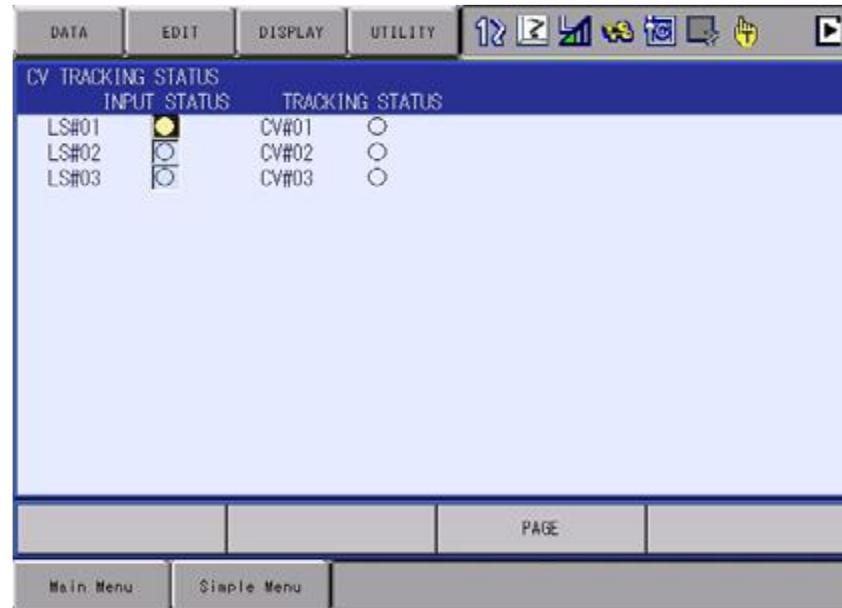 DATA EDIT DISPLAY UTILITY
CV TRACKING STATUS
INPUT STATUS TRACKING STATUS
LS#01 CV#01
LS#02 CV#02
LS#03 CV#03
PAGE
Main Menu Simple Menu